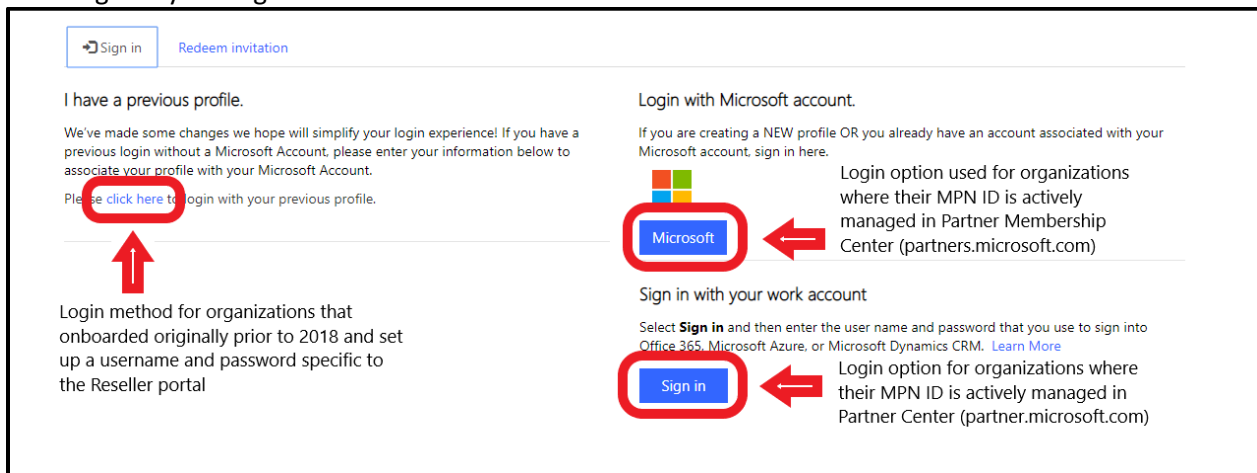 Sign in
Redeem invitation
I have a previous profile.
We've made some changes we hope will simplify your login experience! If you have a
previous login without a Microsoft Account, please enter your information below to
associate your profile with your Microsoft Account.
Please click here to login with your previous profile.
Login method for organizations that
onboarded originally prior to 2018 and set
up a username and password specific to
the Reseller portal
Login with Microsoft account.
If you are creating a NEW profile OR you already have an account associated with your
Microsoft account, sign in here.
Login option used for organizations
where their MPN ID is actively
managed in Partner Membership
Center (partners.microsoft.com)
Microsoft
Sign in with your work account
Select Sign in and then enter the user name and password that you use to sign into
Office 365, Microsoft Azure, or Microsoft Dynamics CRM. Learn More
Login option for organizations where
their MPN ID is actively managed in
Partner Center (partner.microsoft.com)
Sign in